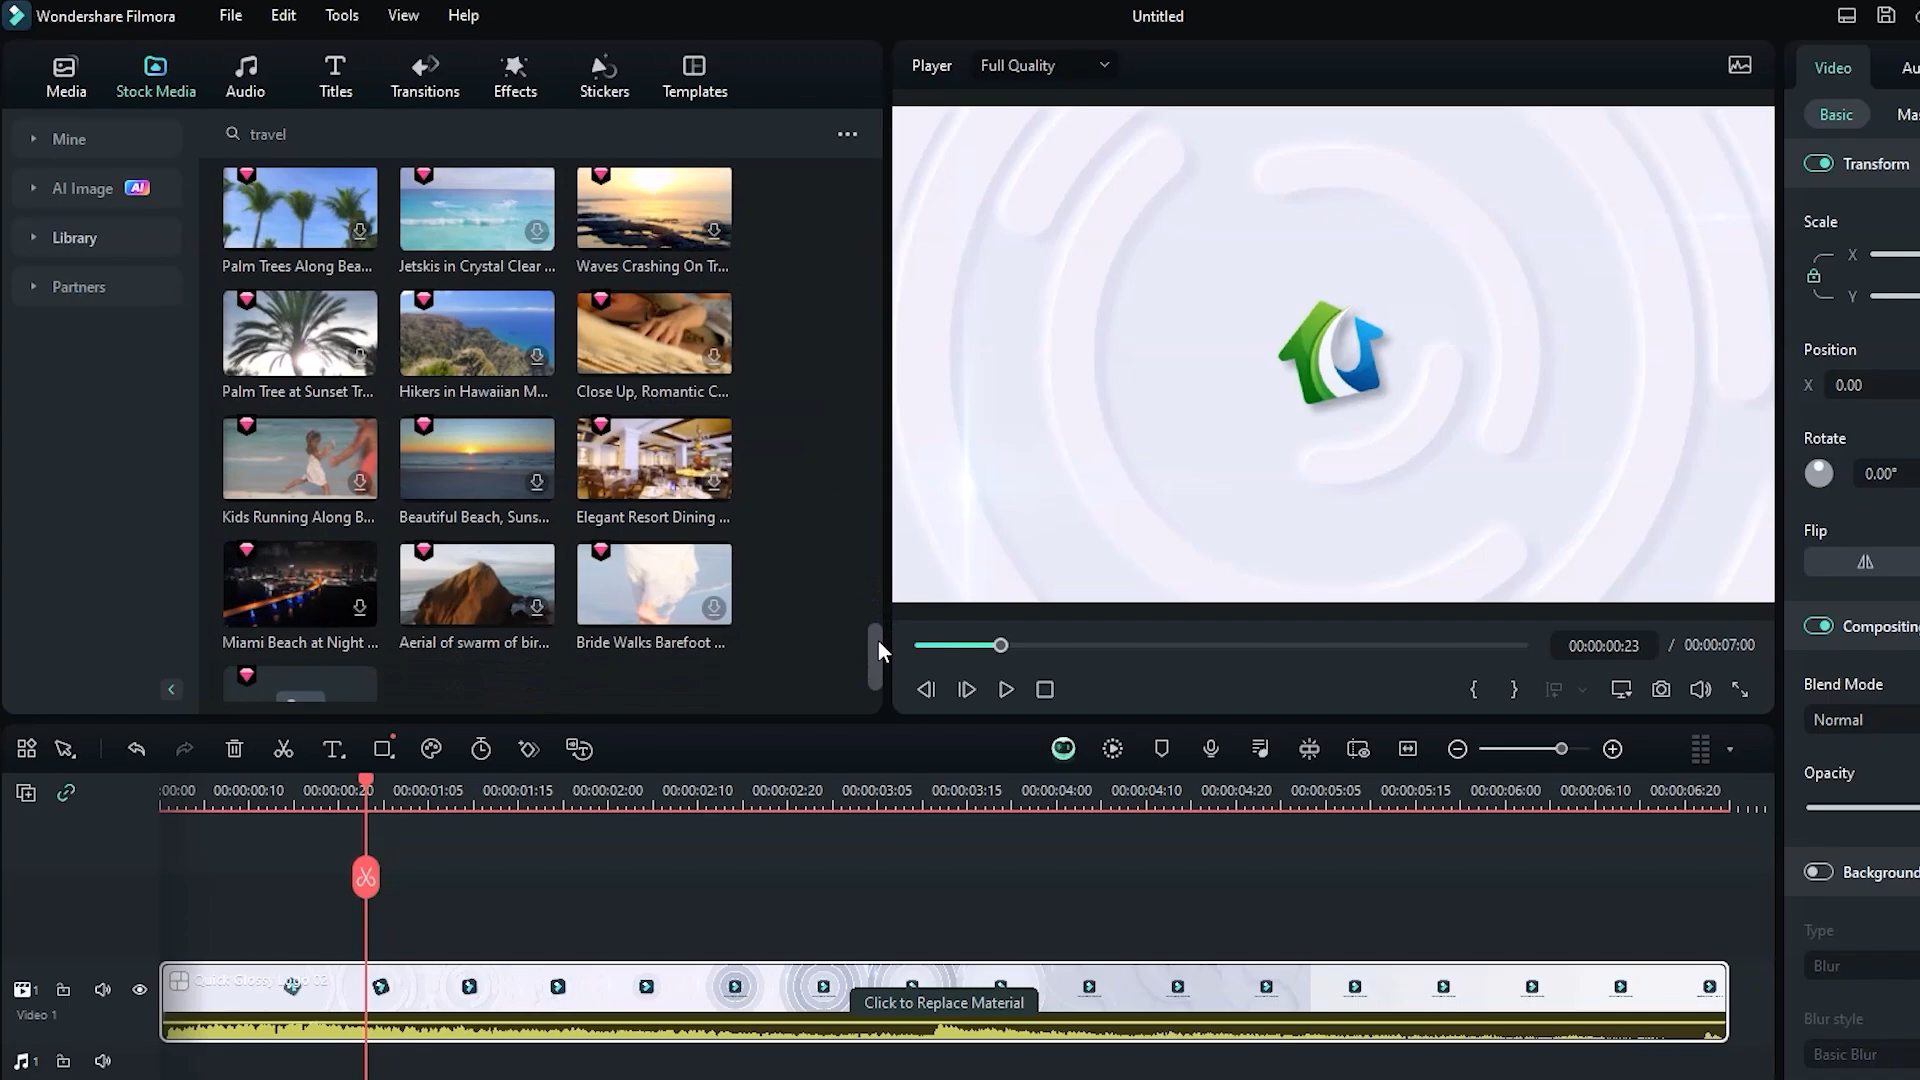 Wondershare Filmora
File
Edit
Tools
View
Help
Untitled
Media
Stock Media
Audio
Titles
Transitions
Effects
Stickers
Templates
Player
Full Quality
Video
Au
Basic
Mas
Mine
AI Image
AI
Library
Partners
travel
Palm Trees Along Bea...
Jetskis in Crystal Clear ...
Waves Crashing On Tr...
Palm Tree at Sunset Tr...
Hikers in Hawaiian M...
Close Up, Romantic C...
Kids Running Along B...
Beautiful Beach, Suns...
Elegant Resort Dining ...
Miami Beach at Night ...
Aerial of swarm of bir...
Bride Walks Barefoot ...
00:00:00:23 / 00:00:07:00
Transform
Scale
X
Y
Position
X 0.00
Rotate
0.00°
Flip
Compositing
Blend Mode
Normal
Opacity
Background
Type
Blur
Blur style
Basic Blur
:00:00 00:00:00:10 00:00:00:20 00:00:01:05 00:00:01:15 00:00:02:00 00:00:02:10 00:00:02:20 00:00:03:05 00:00:03:15 00:00:04:00 00:00:04:10 00:00:04:20 00:00:05:05 00:00:05:15 00:00:06:00 00:00:06:10 00:00:06:20
Quick Glossy Logo 02
Click to Replace Material
1
Video 1
1